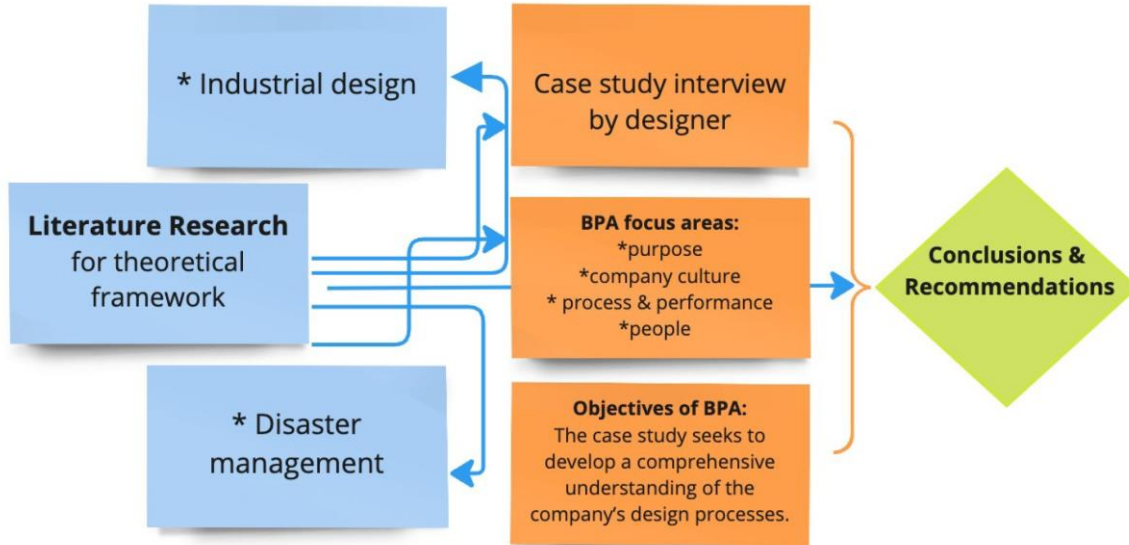 * Industrial design
Literature Research
for theoretical
framework
* Disaster
management
Case study interview
by designer
BPA focus areas:
*purpose
*company culture
* process & performance
*people
Objectives of BPA:
The case study seeks to
develop a comprehensive
understanding of the
company's design processes.
Conclusions &
Recommendations